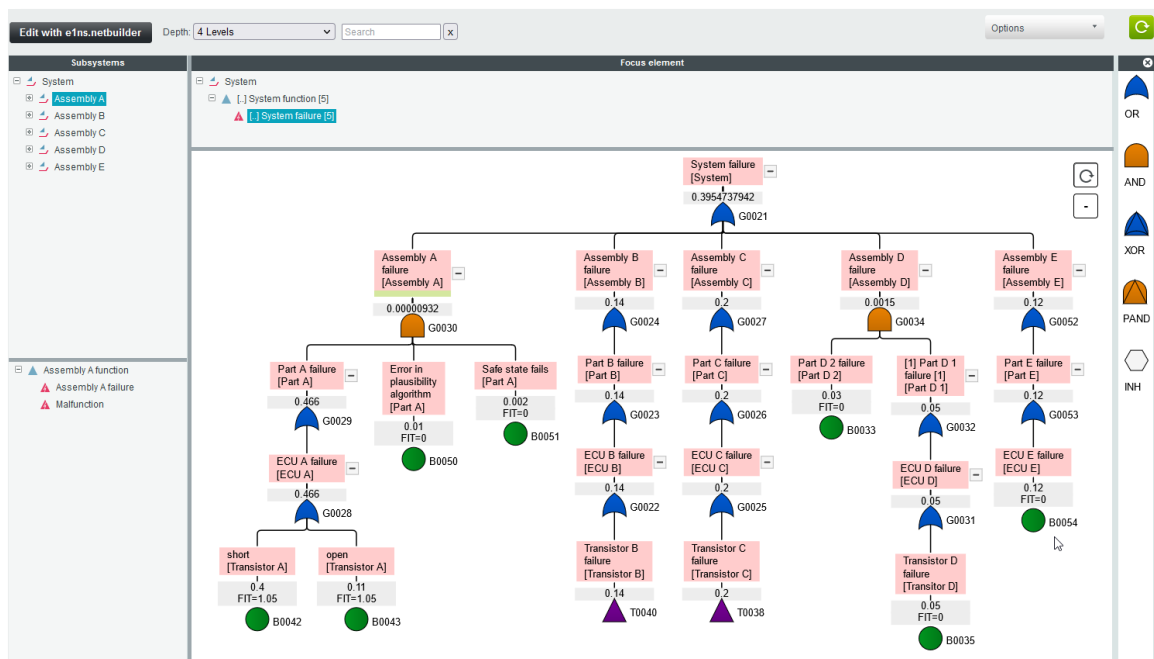 Edit with e1ns.netbuilder
Depth: 4 Levels
Search
x
Options
Subsystems
System
Assembly A
Assembly B
Assembly C
Assembly D
Assembly E
Assembly A function
Assembly A failure
Malfunction
Focus element
System
[..] System function [5]
[..] System failure [5]
System failure
[System]
0.3954737942
G0021
-
Assembly A
failure
[Assembly A]
0.00000932
G0030
Assembly B
failure
[Assembly B]
0.14
G0024
Assembly C
failure
[Assembly C]
0.2
G0027
Assembly D
failure
[Assembly D]
0.0015
G0034
Assembly E
failure
[Assembly E]
0.12
G0052
Part A failure
[Part A]
0.466
G0029
Error in
plausibility
algorithm
[Part A]
0.01
FIT=0
B0050
Safe state fails
[Part A]
0.002
FIT=0
B0051
Part B failure
[Part B]
0.14
G0023
Part C failure
[Part C]
0.2
G0026
Part D 2 failure
[Part D 2]
0.03
FIT=0
B0033
[1] Part D 1
failure [1]
[Part D 1]
0.05
G0032
Part E failure
[Part E]
0.12
G0053
ECU A failure
[ECU A]
0.466
G0028
ECU B failure
[ECU B]
0.14
G0022
ECU C failure
[ECU C]
0.2
G0025
ECU D failure
[ECU D]
0.05
G0031
ECU E failure
[ECU E]
0.12
FIT=0
B0054
short
[Transistor A]
0.4
FIT=1.05
B0042
open
[Transistor A]
0.11
FIT=1.05
B0043
Transistor B
failure
[Transistor B]
0.14
T0040
Transistor C
failure
[Transistor C]
0.2
T0038
Transistor D
failure
[Transitor D]
0.05
FIT=0
B0035
OR
AND
XOR
PAND
INH